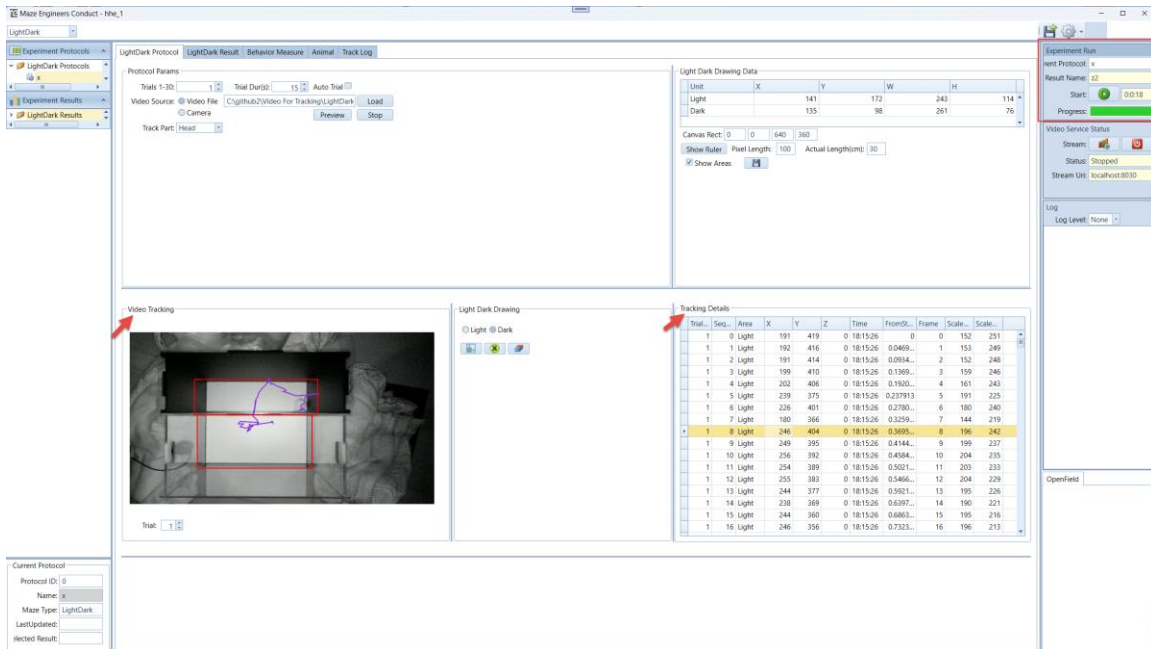 Maze Engineers Conduct - hhe_1
LightDark
Experiment Protocols
LightDark Protocols
x
Experiment Results
LightDark Results
LightDark Protocol LightDark Result Behavior Measure Animal Track Log
Protocol Params
Trials 1-30: 1 Trial Dur(s): 15 Auto Trial
Video Source: Video File C:\github2\Video For Tracking\LightDark Load
Camera Preview Stop
Track Part: Head
Light Dark Drawing Data
Unit X Y W H
Light 141 172 243 114
Dark 135 98 261 76
Canvas Rect: 0 0 640 360
Show Ruler Pixel Length: 100 Actual Length(cm): 30
Show Areas
Video Tracking
Trial: 1
Light Dark Drawing
Light Dark
Tracking Details
Trial... Seq... Area X Y Z Time FromSt... Frame Scale... Scale...
1 0 Light 191 419 0 18:15:26 0 0 152 251
1 1 Light 192 416 0 18:15:26 0.0469... 1 153 249
1 2 Light 191 414 0 18:15:26 0.0934... 2 152 248
1 3 Light 199 410 0 18:15:26 0.1369... 3 159 246
1 4 Light 202 406 0 18:15:26 0.1920... 4 161 243
1 5 Light 239 375 0 18:15:26 0.237913 5 191 225
1 6 Light 226 401 0 18:15:26 0.2780... 6 180 240
1 7 Light 180 366 0 18:15:26 0.3259... 7 144 219
1 8 Light 246 404 0 18:15:26 0.3695... 8 196 242
1 9 Light 249 395 0 18:15:26 0.4144... 9 199 237
1 10 Light 256 392 0 18:15:26 0.4584... 10 204 235
1 11 Light 254 389 0 18:15:26 0.5021... 11 203 233
1 12 Light 255 383 0 18:15:26 0.5466... 12 204 229
1 13 Light 244 377 0 18:15:26 0.5921... 13 195 226
1 14 Light 238 369 0 18:15:26 0.6397... 14 190 221
1 15 Light 244 360 0 18:15:26 0.6863... 15 195 216
1 16 Light 246 356 0 18:15:26 0.7323... 16 196 213
Experiment Run
rent Protocol: x
Result Name: z2
Start: 0:0:18
Progress:
Video Service Status
Stream:
Status: Stopped
Stream Uri: localhost:8030
Log
Log Level: None
OpenField
Current Protocol
Protocol ID: 0
Name: x
Maze Type: LightDark
LastUpdated:
elected Result: